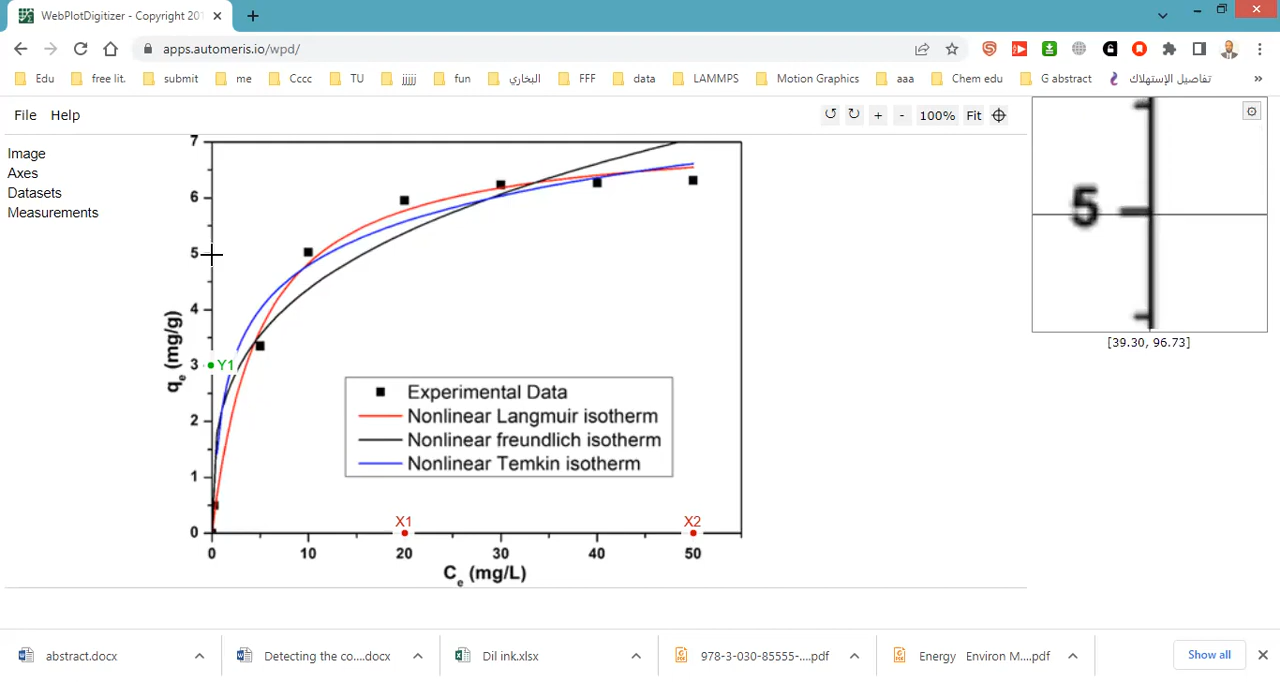 WebPlotDigitizer - Copyright 201
apps.automeris.io/wpd/
Edu
free lit.
submit
me
Cccc
TU
jjjjj
fun
البخاري
FFF
data
LAMMPS
Motion Graphics
aaa
Chem edu
G abstract
تفاصيل الإستهلاك
»
File Help
100% Fit
Image
Axes
Datasets
Measurements
7
6
5
4
3
2
1
0
qe (mg/g)
Y1
Experimental Data
Nonlinear Langmuir isotherm
Nonlinear freundlich isotherm
Nonlinear Temkin isotherm
X1 X2
0 10 20 30 40 50
Ce (mg/L)
5
[39.30, 96.73]
abstract.docx
Detecting the co....docx
Dil ink.xlsx
978-3-030-85555-....pdf
Energy Environ M....pdf
Show all